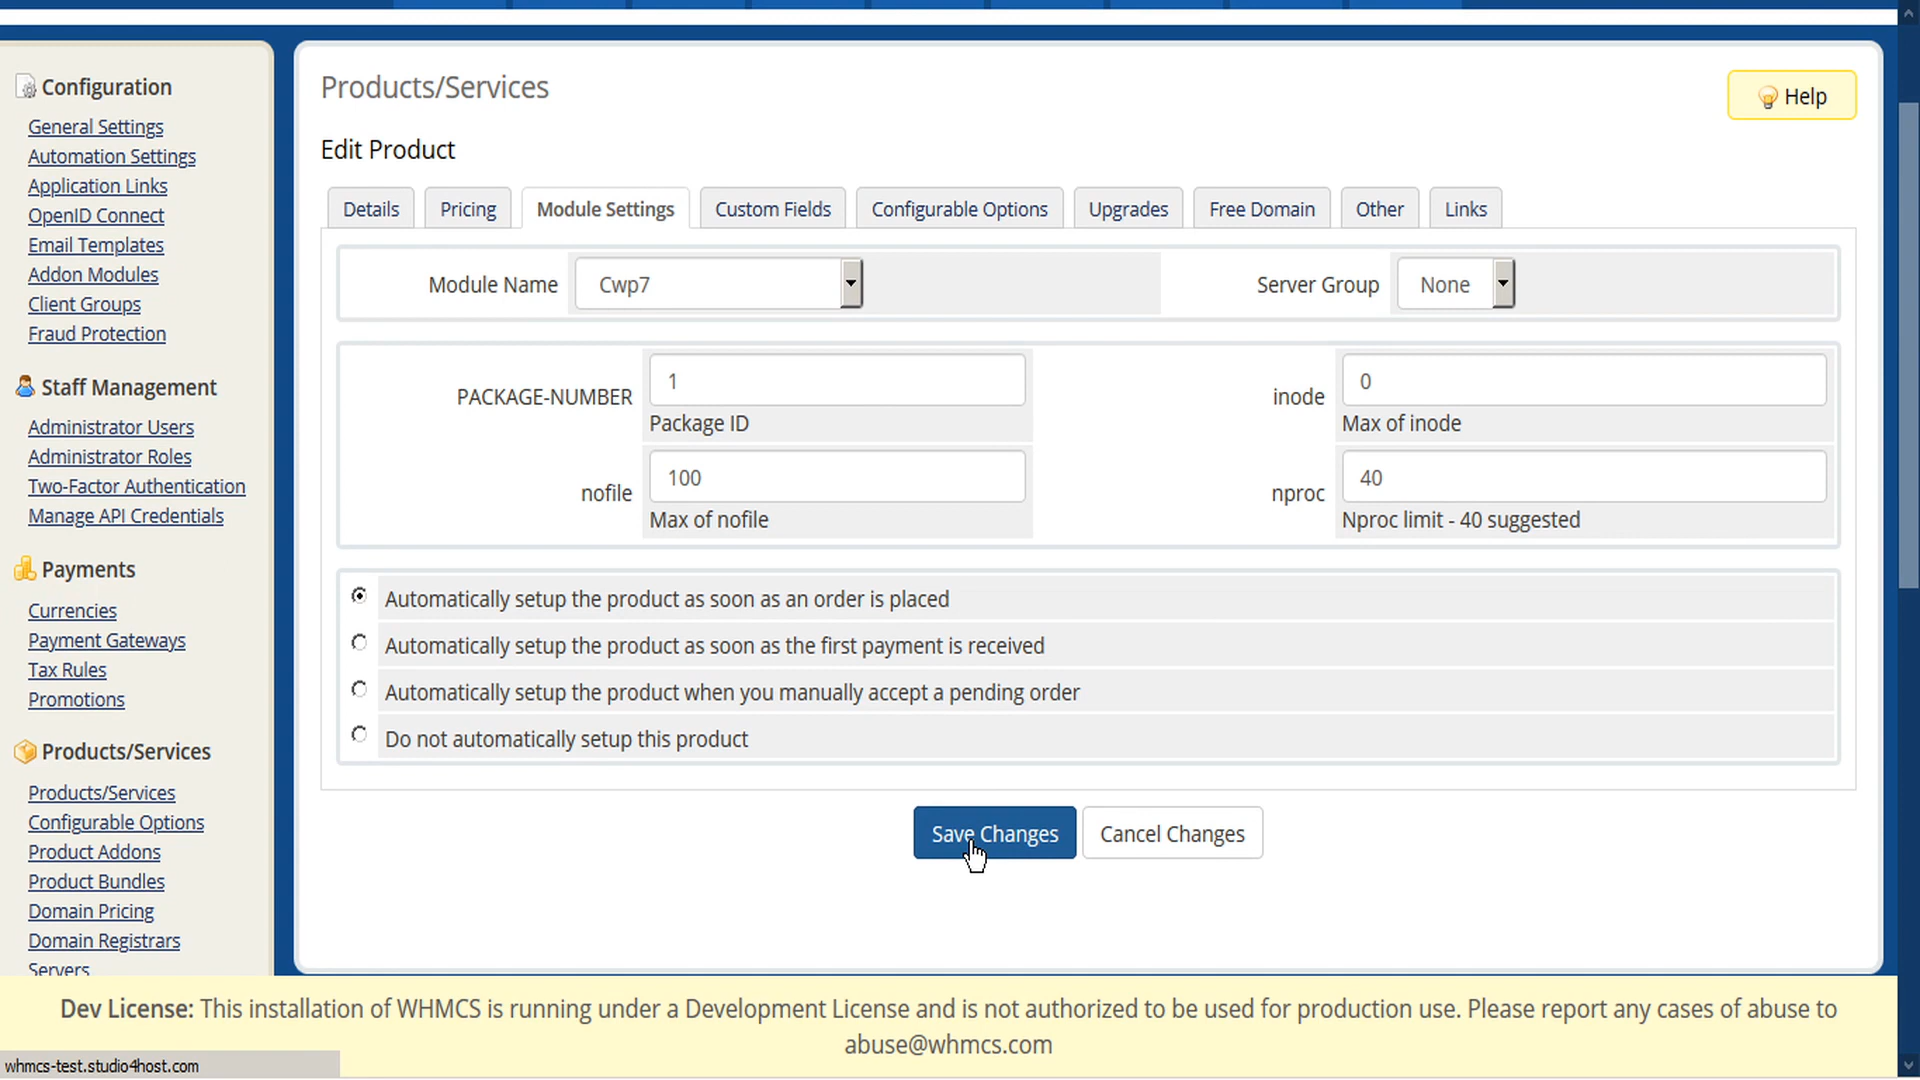 Configuration
General Settings
Automation Settings
Application Links
OpenID Connect
Email Templates
Addon Modules
Client Groups
Fraud Protection
Staff Management
Administrator Users
Administrator Roles
Two-Factor Authentication
Manage API Credentials
Payments
Currencies
Payment Gateways
Tax Rules
Promotions
Products/Services
Products/Services
Configurable Options
Product Addons
Product Bundles
Domain Pricing
Domain Registrars
Servers
Products/Services
Help
Edit Product
Details Pricing Module Settings Custom Fields Configurable Options Upgrades Free Domain Other Links
Module Name Cwp7 Server Group None
PACKAGE-NUMBER 1 inode 0
Package ID Max of inode
nofile 100 nproc 40
Max of nofile Nproc limit - 40 suggested
Automatically setup the product as soon as an order is placed
Automatically setup the product as soon as the first payment is received
Automatically setup the product when you manually accept a pending order
Do not automatically setup this product
Save Changes Cancel Changes
Dev License: This installation of WHMCS is running under a Development License and is not authorized to be used for production use. Please report any cases of abuse to
abuse@whmcs.com
whmcs-test.studio4host.com